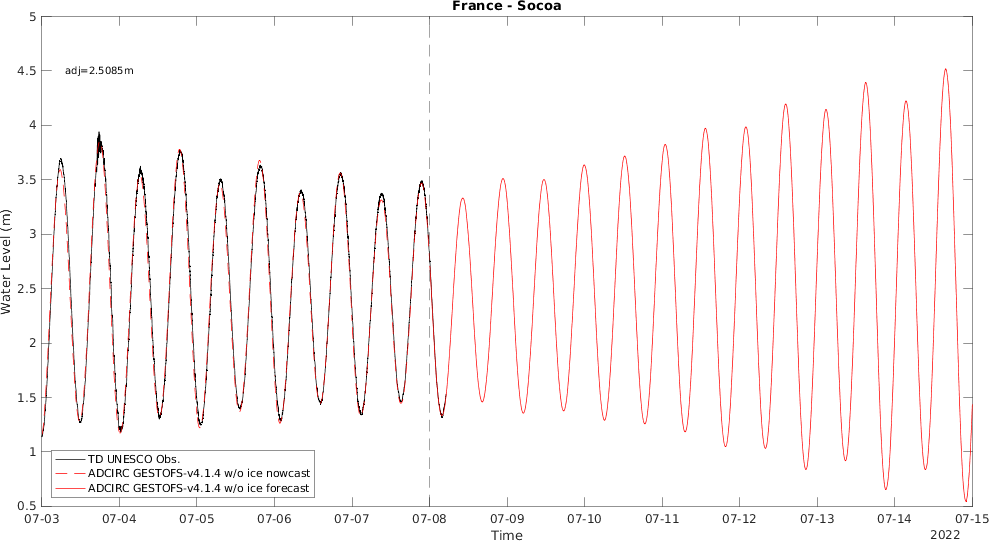 France - Socoa
adj=2.5085m
Water Level (m)
5
4.5
4
3.5
3
2.5
2
1.5
1
0.5
TD UNESCO Obs.
ADCIRC GESTOFS-v4.1.4 w/o ice nowcast
ADCIRC GESTOFS-v4.1.4 w/o ice forecast
07-03 07-04 07-05 07-06 07-07 07-08 07-09 07-10 07-11 07-12 07-13 07-14 07-15
Time
2022